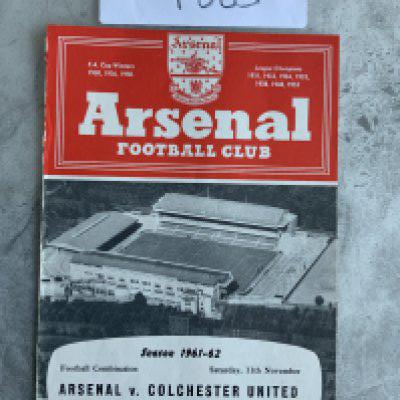 Arsenal
F.A. Cup Winners
1930, 1936, 1950
League Champions
1931, 1933, 1934, 1935,
1938, 1948, 1953
Arsenal
FOOTBALL CLUB
Season 1961-62
Football Combination
Saturday, 11th November
ARSENAL v. COLCHESTER UNITED